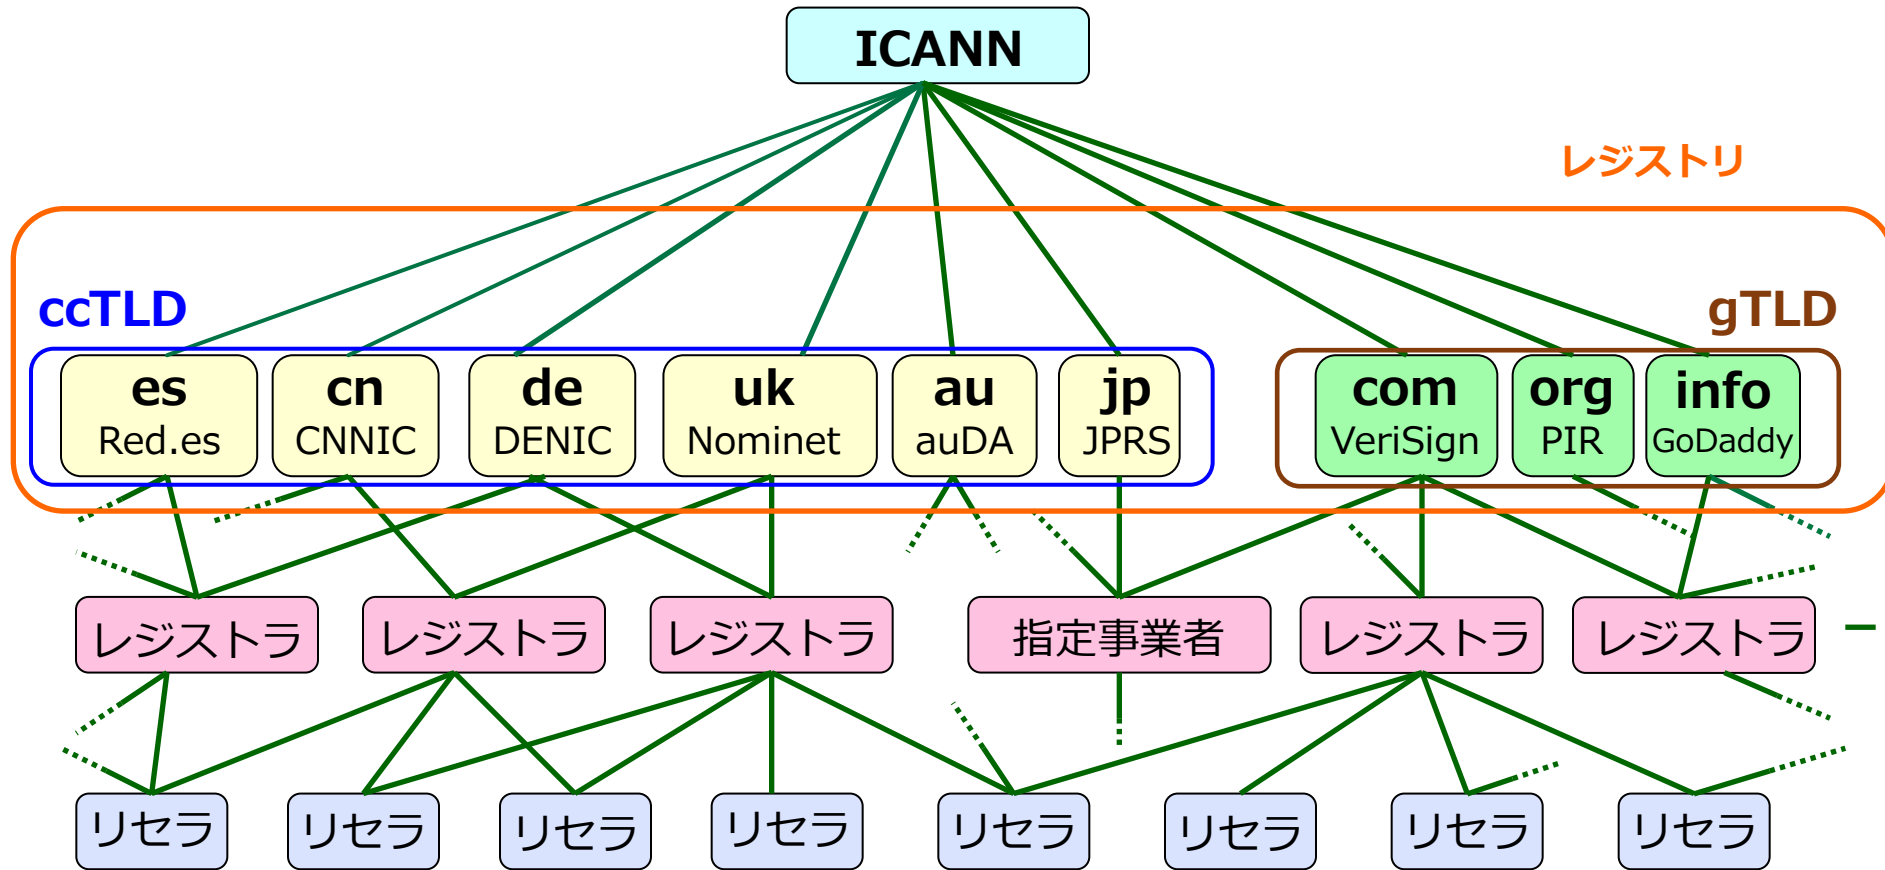 ICANN
レジストリ
ccTLD
gTLD
es
Red.es
cn
CNNIC
de
DENIC
uk
Nominet
au
auDA
jp
JPRS
com
VeriSign
org
PIR
info
GoDaddy
レジストラ
レジストラ
レジストラ
指定事業者
レジストラ
レジストラ
リセラ
リセラ
リセラ
リセラ
リセラ
リセラ
リセラ
リセラ